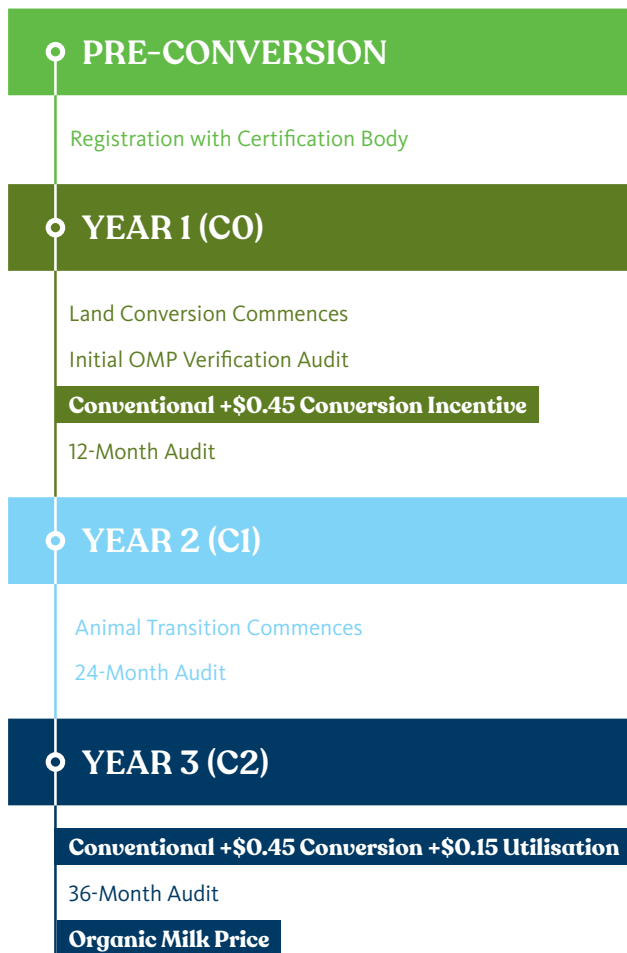 PRE-CONVERSION
Registration with Certification Body
YEAR 1 (C0)
Land Conversion Commences
Initial OMP Verification Audit
Conventional +$0.45 Conversion Incentive
12-Month Audit
YEAR 2 (C1)
Animal Transition Commences
24-Month Audit
YEAR 3 (C2)
Conventional +$0.45 Conversion +$0.15 Utilisation
36-Month Audit
Organic Milk Price